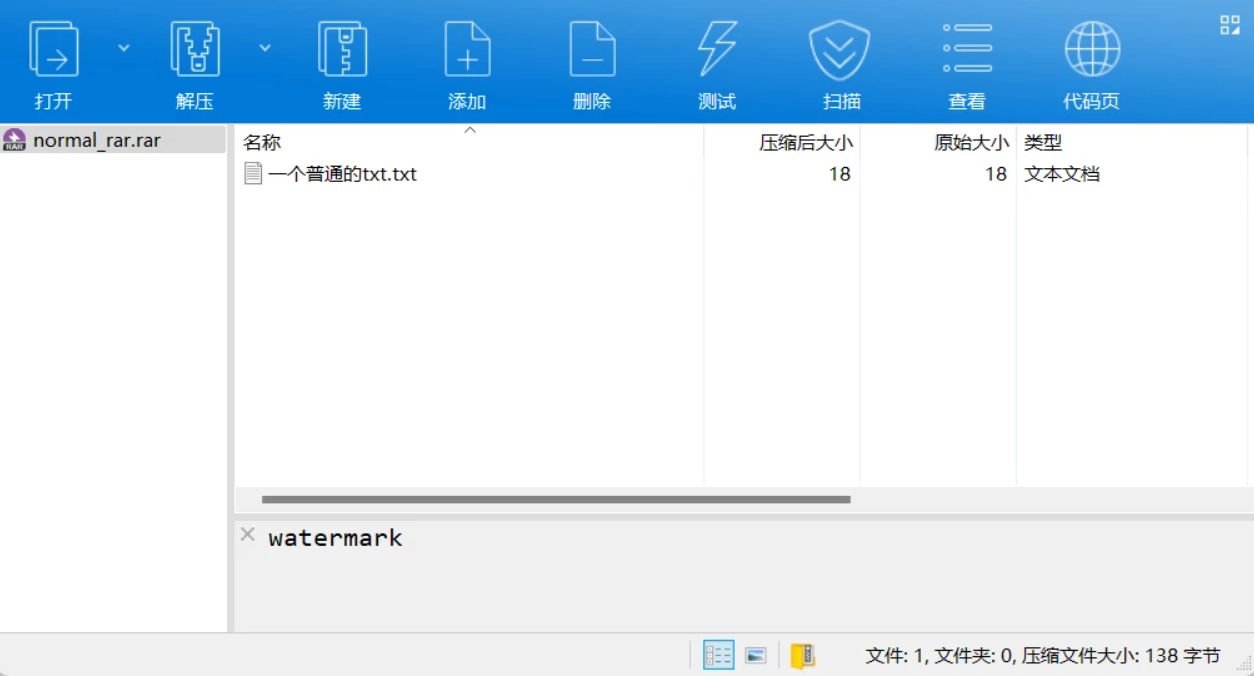 打开 解压 新建 添加 删除 测试 扫描 查看 代码页
RAR normal_rar.rar
名称 压缩后大小 原始大小 类型
一个普通的txt.txt 18 18 文本文档
watermark
文件: 1, 文件夹: 0, 压缩文件大小: 138 字节